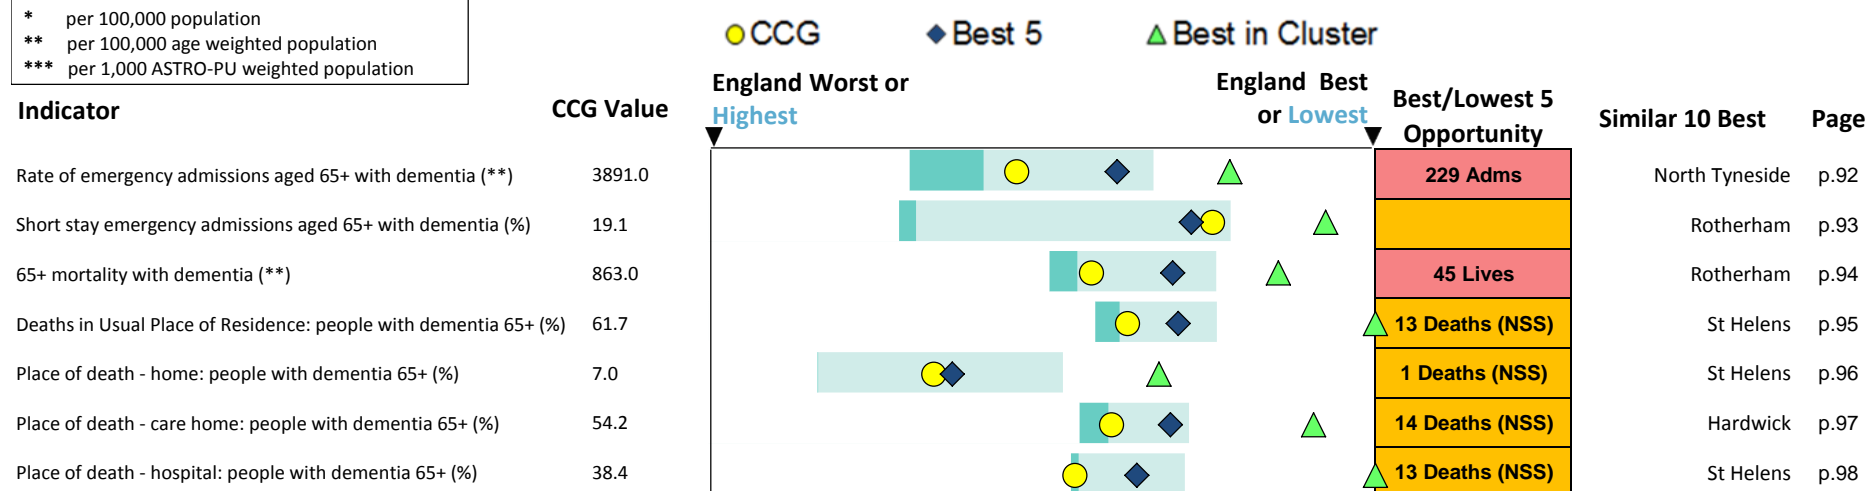 * per 100,000 population
** per 100,000 age weighted population
*** per 1,000 ASTRO-PU weighted population
CCG Best 5 Best in Cluster
Indicator CCG Value England Worst or Highest England Best or Lowest Best/Lowest 5 Opportunity Similar 10 Best Page
Rate of emergency admissions aged 65+ with dementia (**) 3891.0 229 Adms North Tyneside p.92
Short stay emergency admissions aged 65+ with dementia (%) 19.1 Rotherham p.93
65+ mortality with dementia (**) 863.0 45 Lives Rotherham p.94
Deaths in Usual Place of Residence: people with dementia 65+ (%) 61.7 13 Deaths (NSS) St Helens p.95
Place of death - home: people with dementia 65+ (%) 7.0 1 Deaths (NSS) St Helens p.96
Place of death - care home: people with dementia 65+ (%) 54.2 14 Deaths (NSS) Hardwick p.97
Place of death - hospital: people with dementia 65+ (%) 38.4 13 Deaths (NSS) St Helens p.98